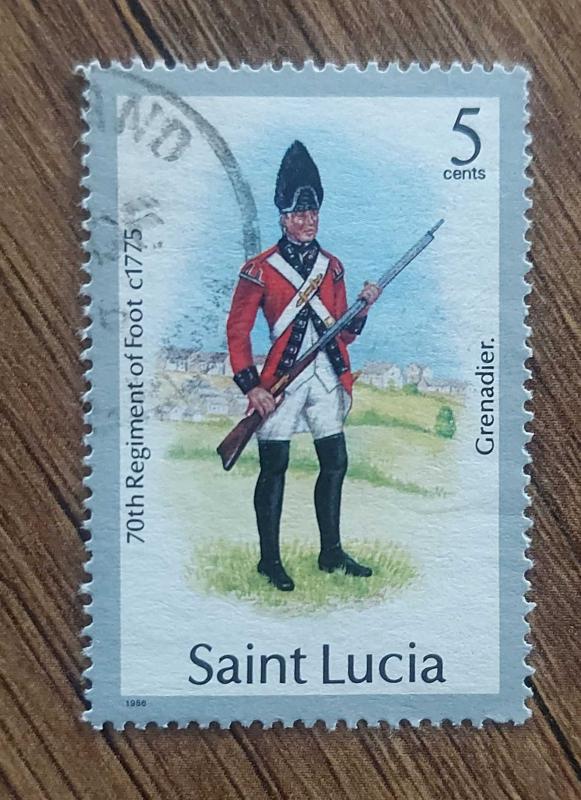 5
cents
70th Regiment of Foot c1775
Grenadier.
Saint Lucia
1986